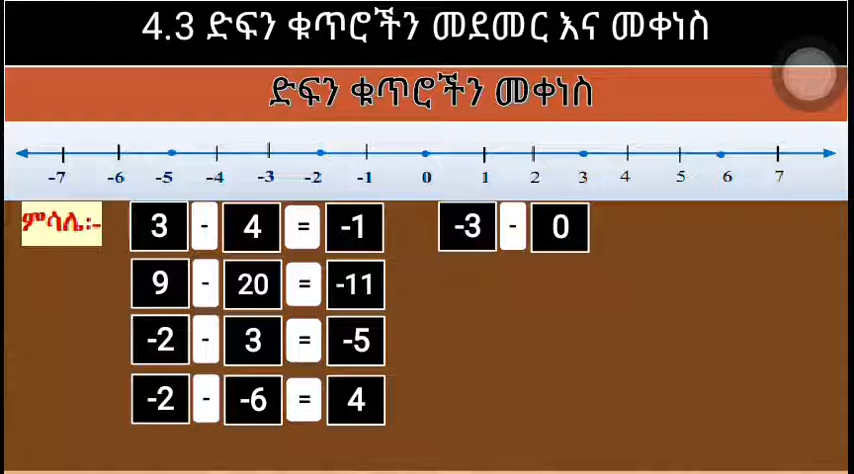 4.3 ድፍን ቁጥሮችን መደመር እና መቀነስ
ድፍን ቁጥሮችን መቀነስ
-7 -6 -5 -4 -3 -2 -1 0 1 2 3 4 5 6 7
ምሳሌ፦ 3 - 4 = -1 -3 - 0
9 - 20 = -11
-2 - 3 = -5
-2 - -6 = 4